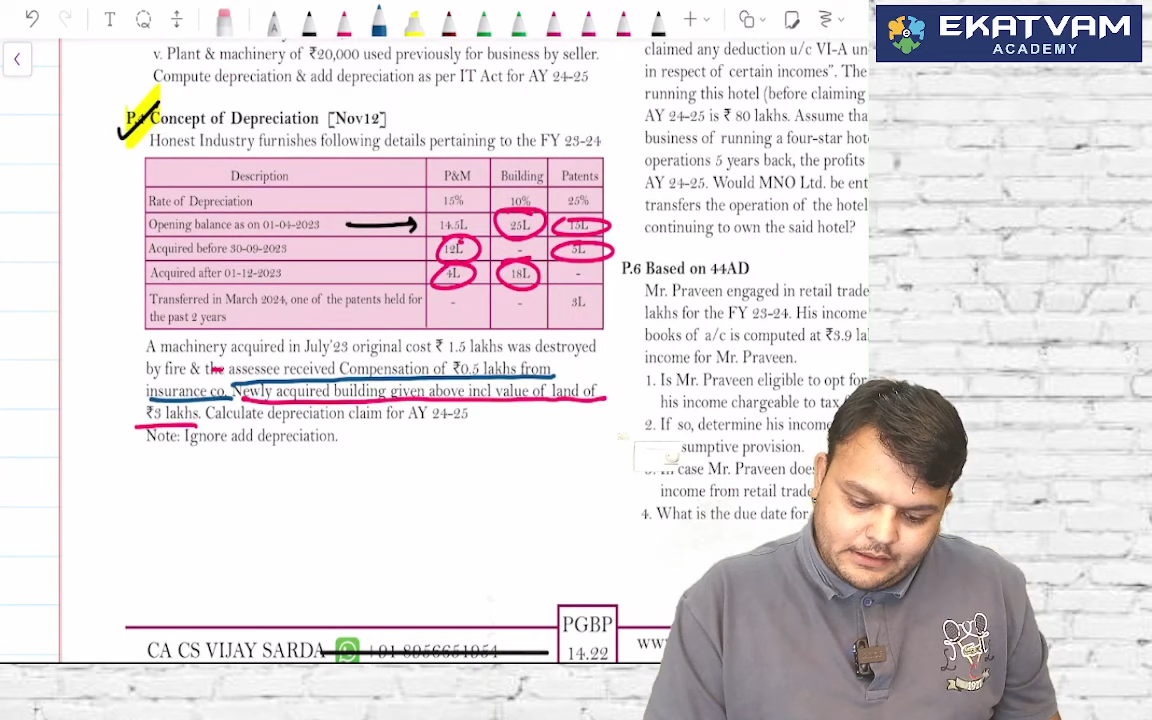 EKATVAM
ACADEMY
v. Plant & machinery of ₹20,000 used previously for business by seller.
Compute depreciation & add depreciation as per IT Act for AY 24-25
P.4 Concept of Depreciation [Nov12]
Honest Industry furnishes following details pertaining to the FY 23-24
Description P&M Building Patents
Rate of Depreciation 15% 10% 25%
Opening balance as on 01-04-2023 14.5L 25L 15L
Acquired before 30-09-2023 12L - 5L
Acquired after 01-12-2023 4L 18L -
Transferred in March 2024, one of the patents held for - - 3L
the past 2 years
A machinery acquired in July'23 original cost ₹ 1.5 lakhs was destroyed
by fire & the assessee received Compensation of ₹0.5 lakhs from
insurance co. Newly acquired building given above incl value of land of
₹3 lakhs. Calculate depreciation claim for AY 24-25
Note: Ignore add depreciation.
CA CS VIJAY SARDA +91 8956651954
PGBP
14.22
claimed any deduction u/c VI-A un
in respect of certain incomes". The
running this hotel (before claiming
AY 24-25 is ₹ 80 lakhs. Assume tha
business of running a four-star hot
operations 5 years back, the profits
AY 24-25. Would MNO Ltd. be ent
transfers the operation of the hotel
continuing to own the said hotel?
P.6 Based on 44AD
Mr. Praveen engaged in retail trade
lakhs for the FY 23-24. His income
books of a/c is computed at ₹3.9 la
income for Mr. Praveen.
1. Is Mr. Praveen eligible to opt for
his income chargeable to tax
2. If so, determine his income
sumptive provision.
case Mr. Praveen does
income from retail trade
4. What is the due date for
ww